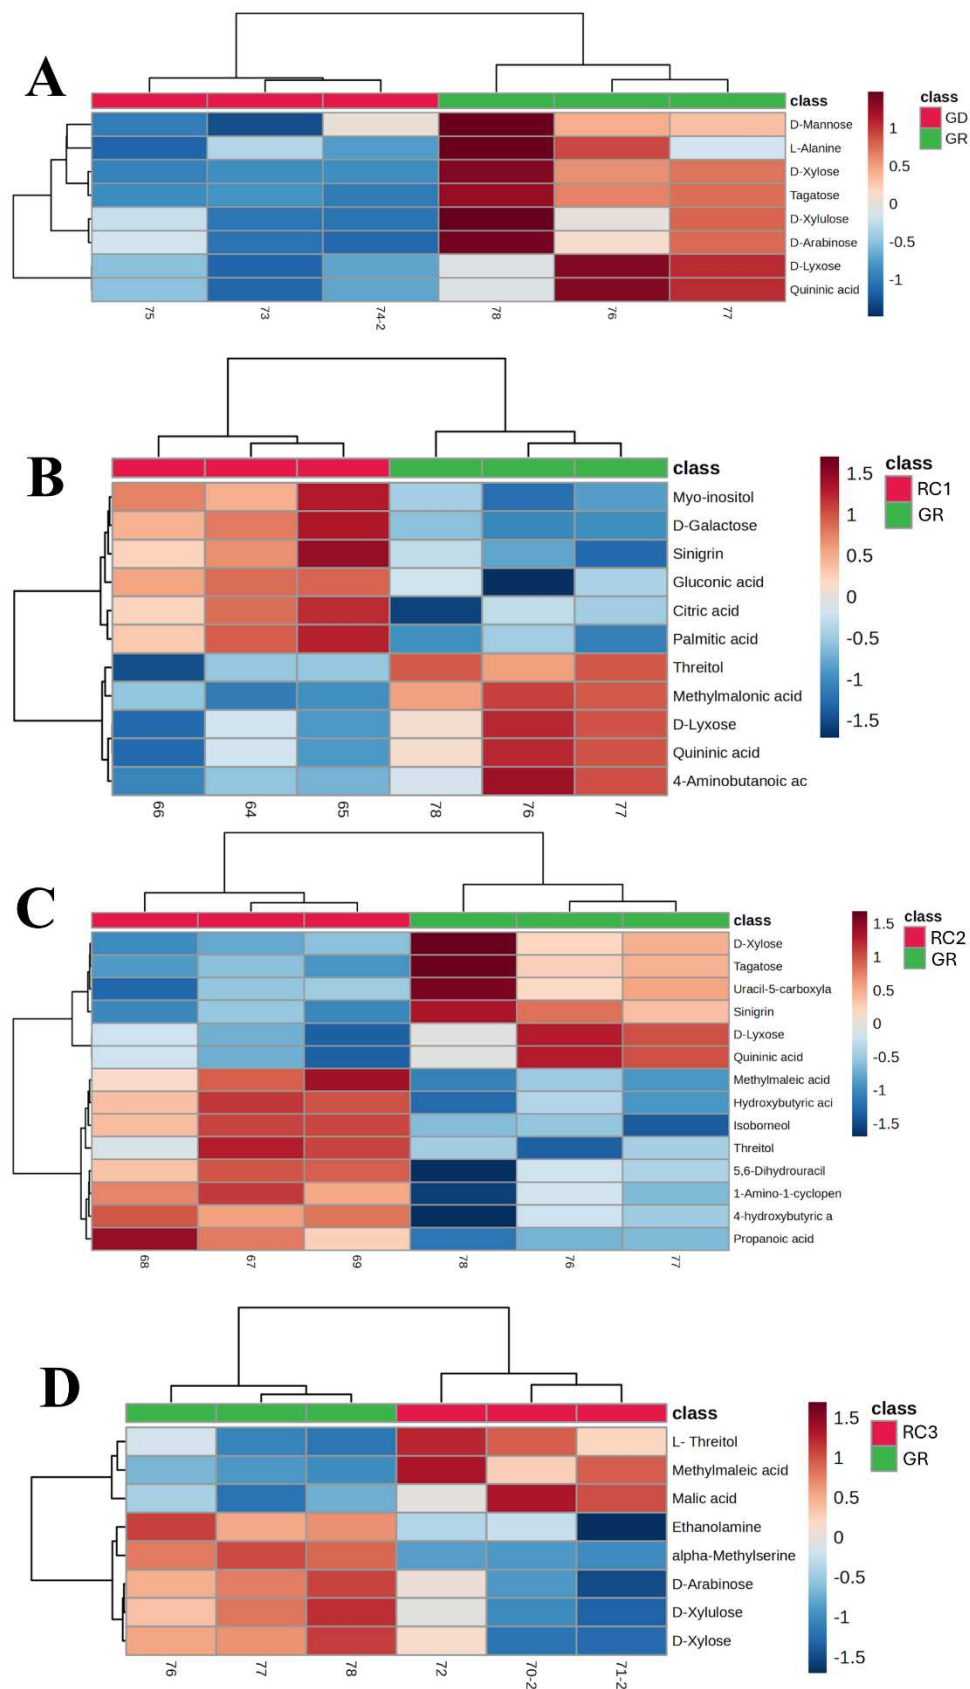 A
class
D-Mannose
L-Alanine
D-Xylose
Tagatose
D-Xylulose
D-Arabinose
D-Lyxose
Quininic acid
75 73 74-2 78 76 77
1
0.5
0
-0.5
-1
class
GD
GR
B
class
Myo-inositol
D-Galactose
Sinigrin
Gluconic acid
Citric acid
Palmitic acid
Threitol
Methylmalonic acid
D-Lyxose
Quininic acid
4-Aminobutanoic ac
66 64 65 78 76 77
1.5
1
0.5
0
-0.5
-1
-1.5
class
RC1
GR
C
class
D-Xylose
Tagatose
Uracil-5-carboxyla
Sinigrin
D-Lyxose
Quininic acid
Methylmaleic acid
Hydroxybutyric aci
Isoborneol
Threitol
5,6-Dihydrouracil
1-Amino-1-cyclopen
4-hydroxybutyric a
Propanoic acid
68 67 69 78 76 77
1.5
1
0.5
0
-0.5
-1
-1.5
class
RC2
GR
D
class
L- Threitol
Methylmaleic acid
Malic acid
Ethanolamine
alpha-Methylserine
D-Arabinose
D-Xylulose
D-Xylose
76 77 78 72 70-2 71-2
1.5
1
0.5
0
-0.5
-1
-1.5
class
RC3
GR